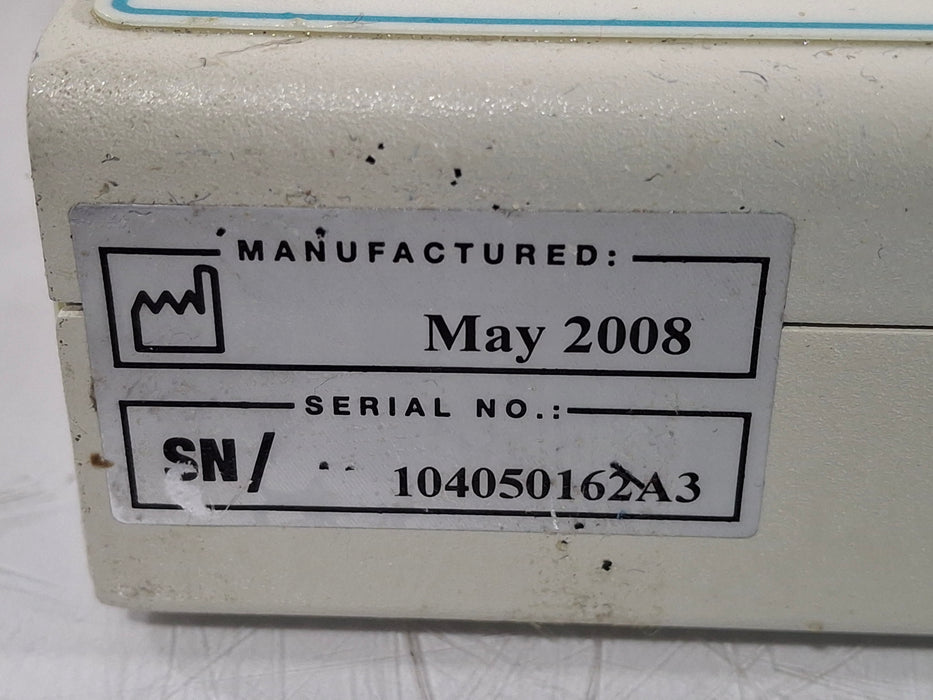 MANUFACTURED:
May 2008
SERIAL NO.:
SN/ 104050162A3